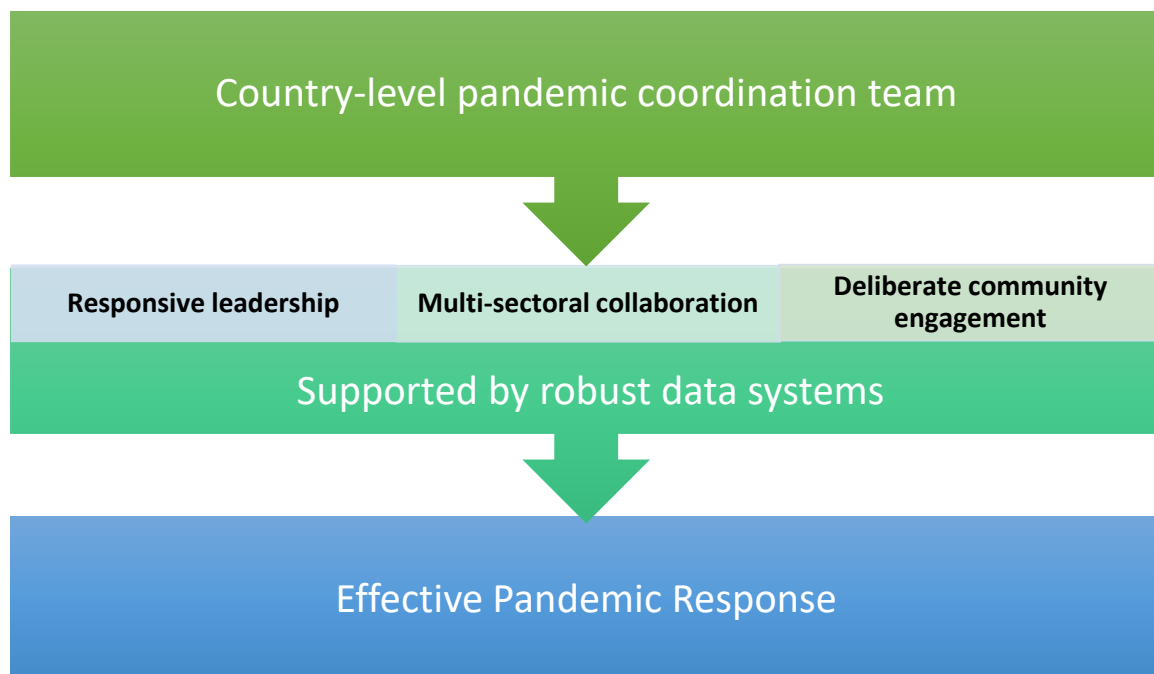 Country-level pandemic coordination team
Responsive leadership
Multi-sectoral collaboration
Deliberate community
engagement
Supported by robust data systems
Effective Pandemic Response